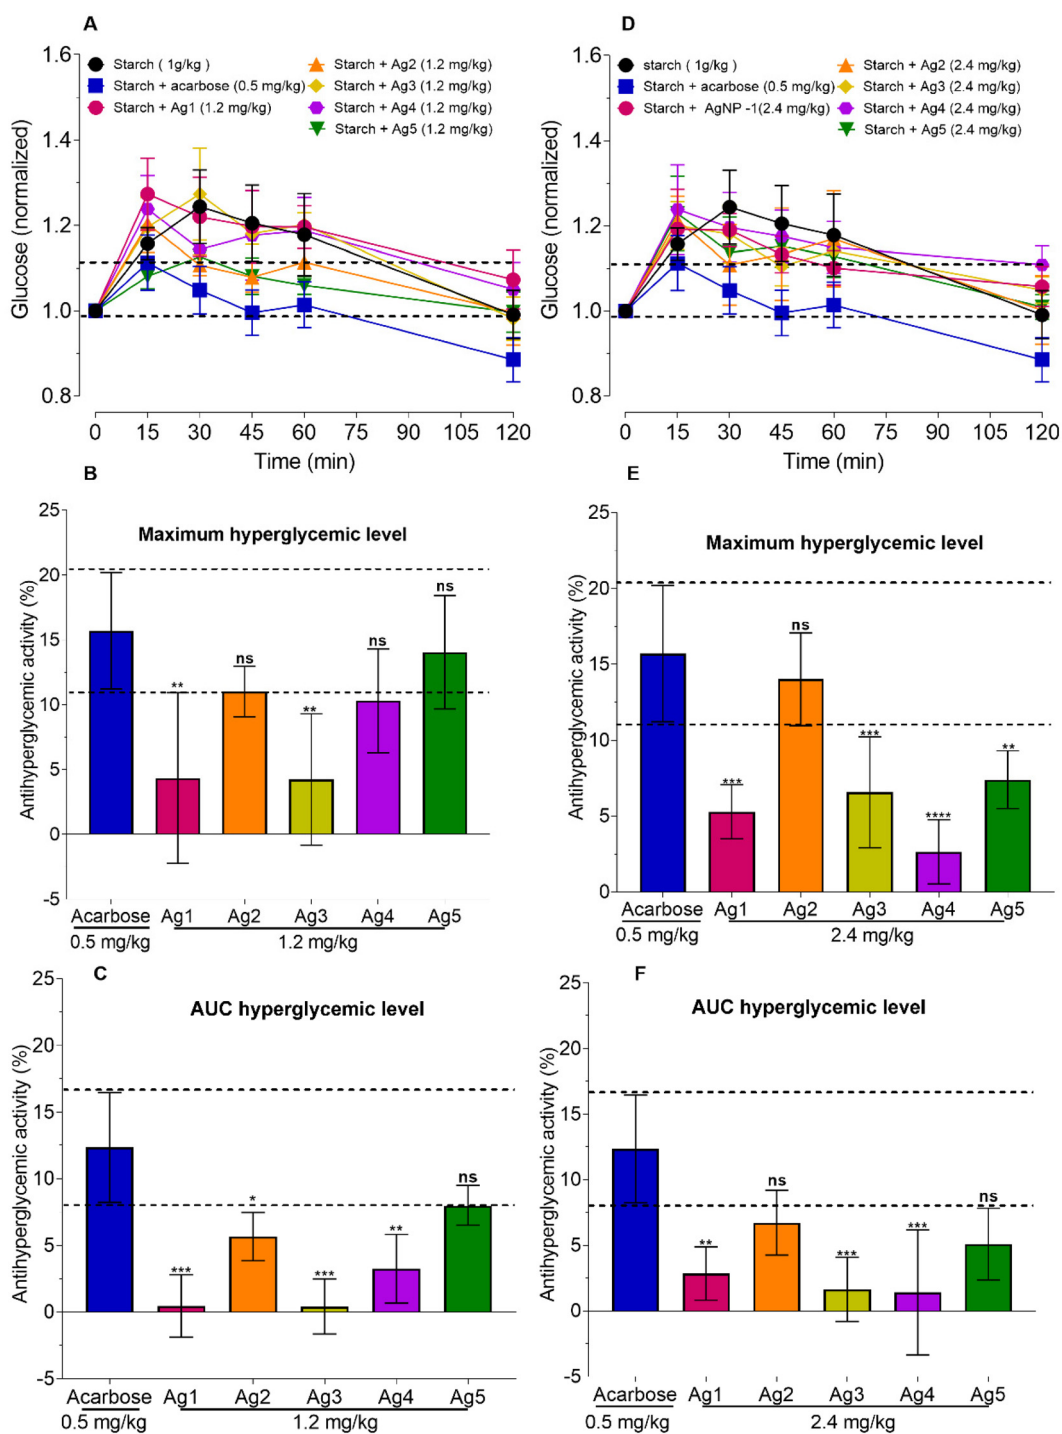 A
1.6
1.4
1.2
1.0
0.8
Glucose (normalized)
Starch ( 1g/kg )
Starch + acarbose (0.5 mg/kg)
Starch + Ag1 (1.2 mg/kg)
Starch + Ag2 (1.2 mg/kg)
Starch + Ag3 (1.2 mg/kg)
Starch + Ag4 (1.2 mg/kg)
Starch + Ag5 (1.2 mg/kg)
0 15 30 45 60 75 90 105 120
Time (min)
D
1.6
1.4
1.2
1.0
0.8
Glucose (normalized)
starch ( 1g/kg )
Starch + acarbose (0.5 mg/kg)
Starch + AgNP -1(2.4 mg/kg)
Starch + Ag2 (2.4 mg/kg)
Starch + Ag3 (2.4 mg/kg)
Starch + Ag4 (2.4 mg/kg)
Starch + Ag5 (2.4 mg/kg)
0 15 30 45 60 75 90 105 120
Time (min)
B
Maximum hyperglycemic level
25
20
15
10
5
0
-5
Antihyperglycemic activity (%)
** ns ** ns ns
Acarbose Ag1 Ag2 Ag3 Ag4 Ag5
0.5 mg/kg 1.2 mg/kg
E
Maximum hyperglycemic level
25
20
15
10
5
0
Antihyperglycemic activity (%)
*** ns *** **** **
Acarbose Ag1 Ag2 Ag3 Ag4 Ag5
0.5 mg/kg 2.4 mg/kg
C
AUC hyperglycemic level
25
20
15
10
5
0
-5
Antihyperglycemic activity (%)
*** * *** ** ns
Acarbose Ag1 Ag2 Ag3 Ag4 Ag5
0.5 mg/kg 1.2 mg/kg
F
AUC hyperglycemic level
25
20
15
10
5
0
-5
Antihyperglycemic activity (%)
** ns *** *** ns
Acarbose Ag1 Ag2 Ag3 Ag4 Ag5
0.5 mg/kg 2.4 mg/kg